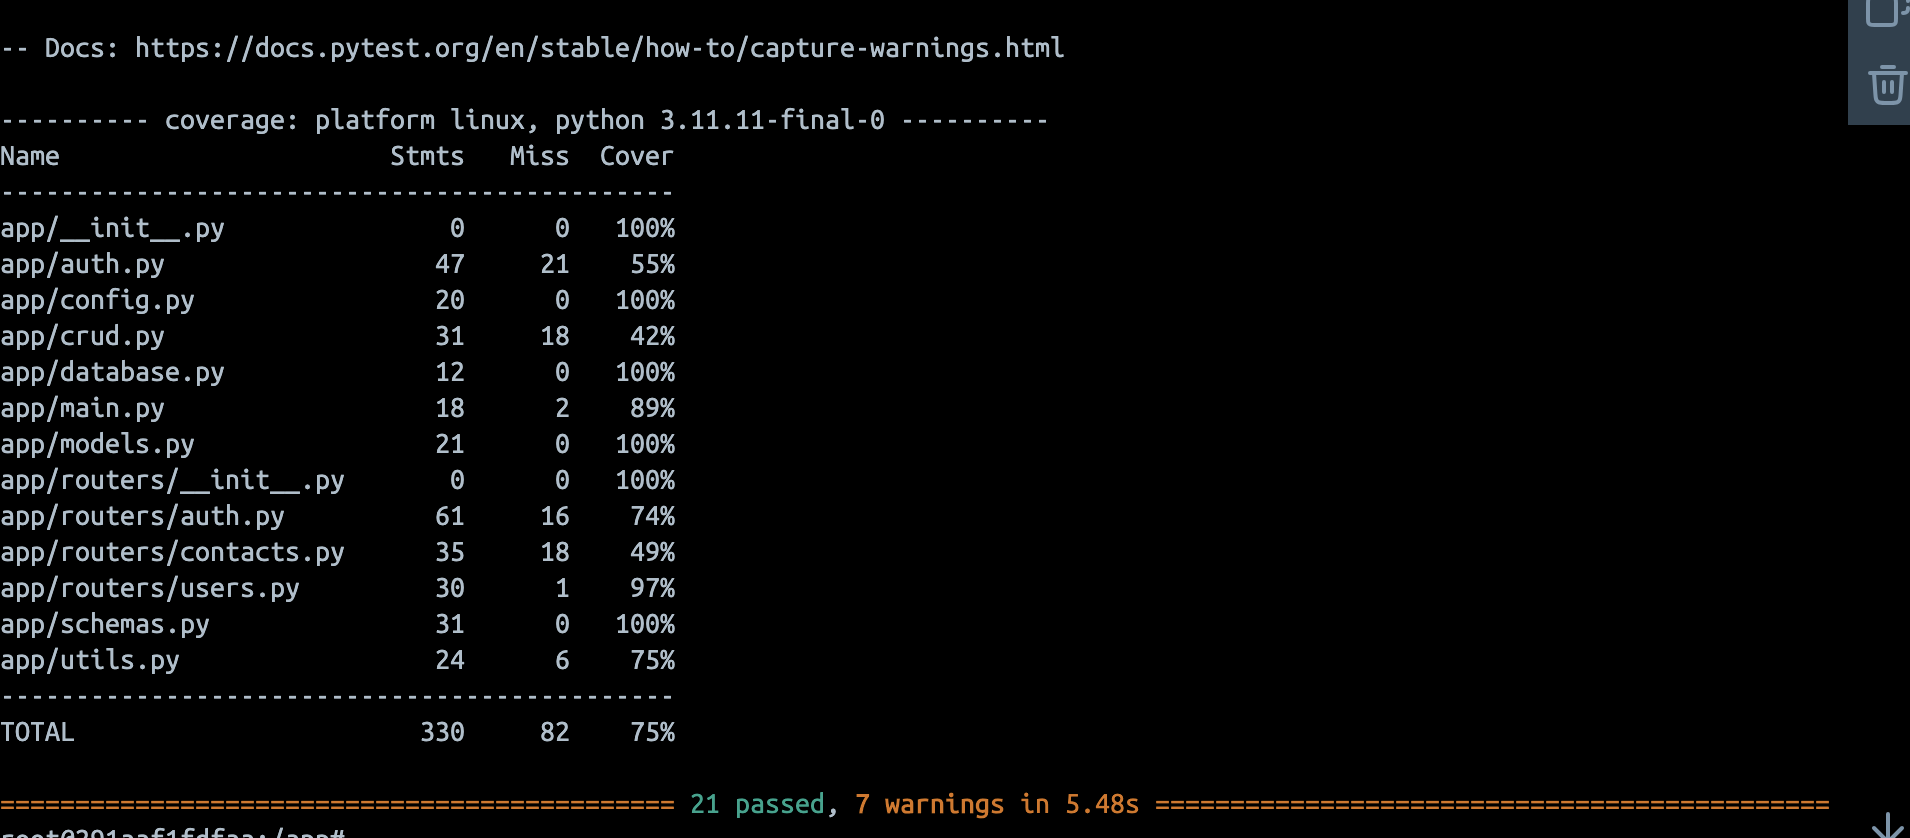 -- Docs: https://docs.pytest.org/en/stable/how-to/capture-warnings.html
---------- coverage: platform linux, python 3.11.11-final-0 ----------
Name                      Stmts   Miss  Cover
---------------------------------------------
app/__init__.py               0      0   100%
app/auth.py                  47     21    55%
app/config.py                20      0   100%
app/crud.py                  31     18    42%
app/database.py              12      0   100%
app/main.py                  18      2    89%
app/models.py                21      0   100%
app/routers/__init__.py       0      0   100%
app/routers/auth.py          61     16    74%
app/routers/contacts.py      35     18    49%
app/routers/users.py         30      1    97%
app/schemas.py               31      0   100%
app/utils.py                 24      6    75%
---------------------------------------------
TOTAL                       330     82    75%
============================================= 21 passed, 7 warnings in 5.48s =============================================